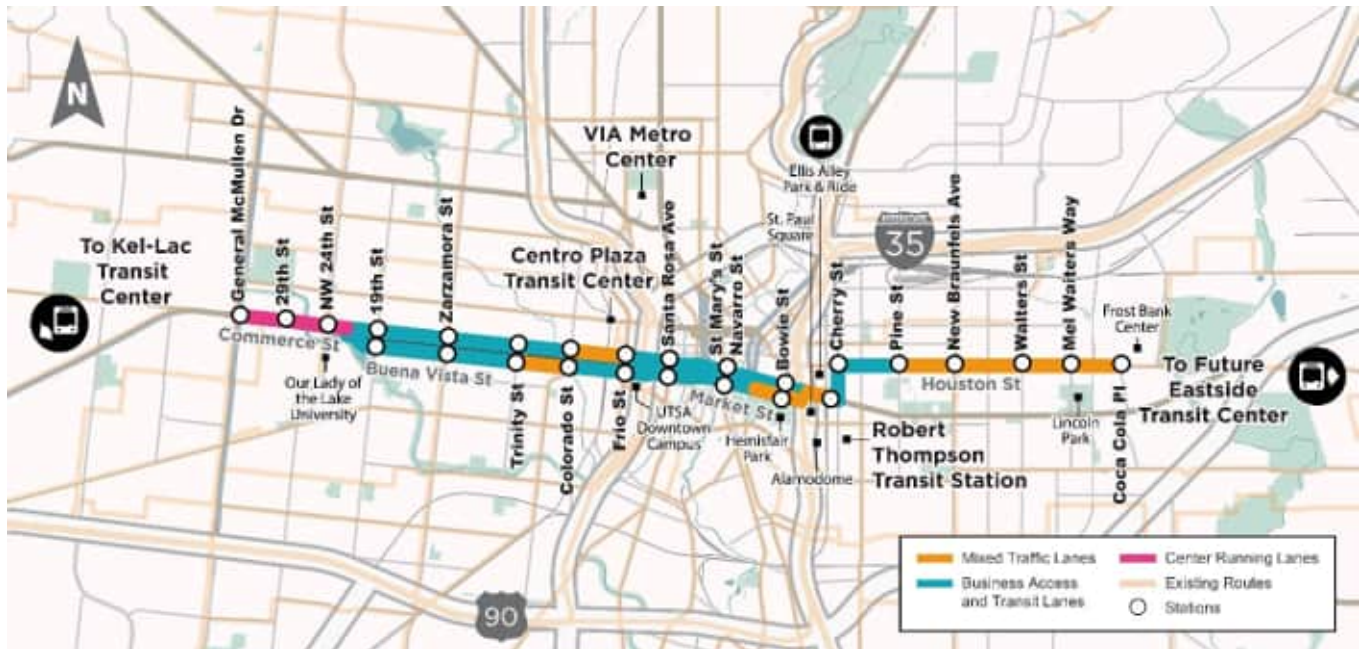 N
VIA Metro
Center
Ellis Alley
Park & Ride
St. Paul
Square
INTERSTATE
35
To Kel-Lac
Transit
Center
General McMullen Dr
29th St
NW 24th St
19th St
Zarzamora St
Centro Plaza
Transit Center
Santa Rosa Ave
St Mary's St
Navarro St
Bowie St
Cherry St
Pine St
New Braunfels Ave
Walters St
Mel Waiters Way
Frost Bank
Center
Commerce St
Buena Vista St
Market St
Houston St
To Future
Eastside
Transit Center
Our Lady of
the Lake
University
Trinity St
Colorado St
Frio St
UTSA
Downtown
Campus
Hemisfair
Park
Alamodome
Robert
Thompson
Transit Station
Lincoln
Park
Coca Cola Pl
90
Mixed Traffic Lanes
Business Access
and Transit Lanes
Center Running Lanes
Existing Routes
Stations